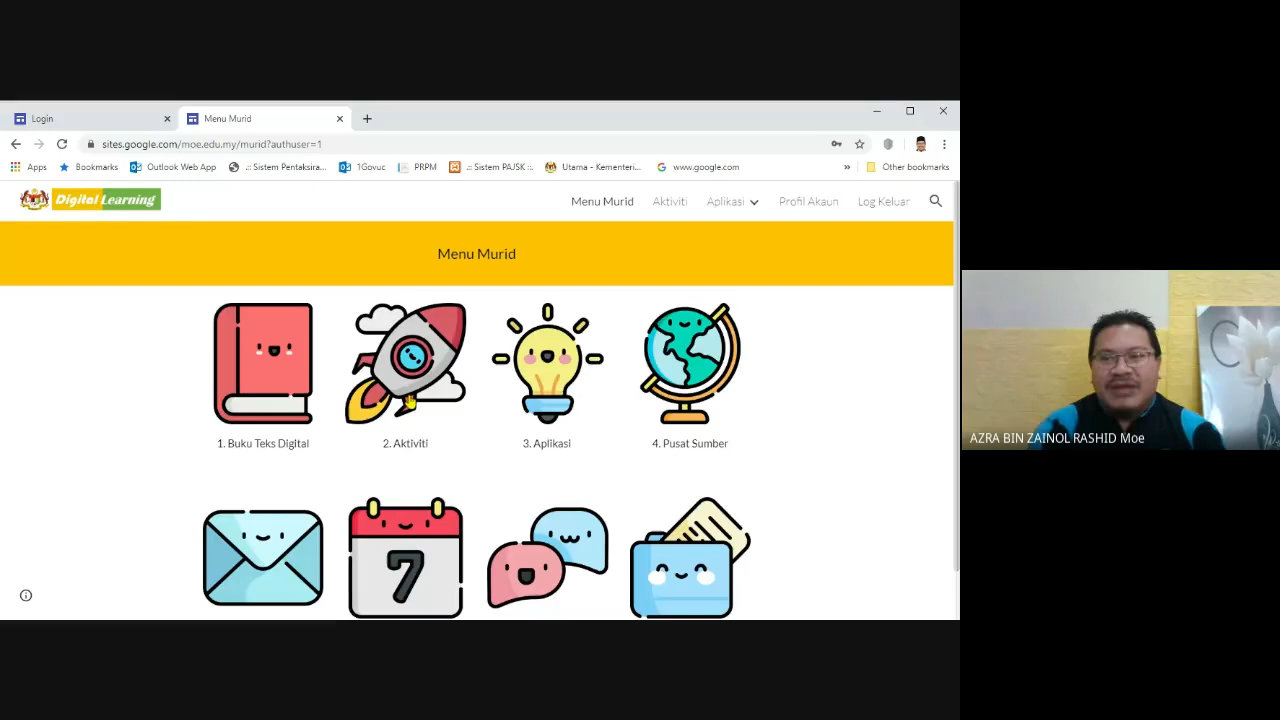 Login
Menu Murid
sites.google.com/moe.edu.my/murid?authuser=1
Apps
Bookmarks
Outlook Web App
.:: Sistem Pentaksira...
1Govuc
PRPM
.:: Sistem PAJSK ::.
Utama - Kementeri...
www.google.com
»
Other bookmarks
Digital Learning
Menu Murid
Aktiviti
Aplikasi
Profil Akaun
Log Keluar
Menu Murid
1. Buku Teks Digital
2. Aktiviti
3. Aplikasi
4. Pusat Sumber
7
AZRA BIN ZAINOL RASHID Moe